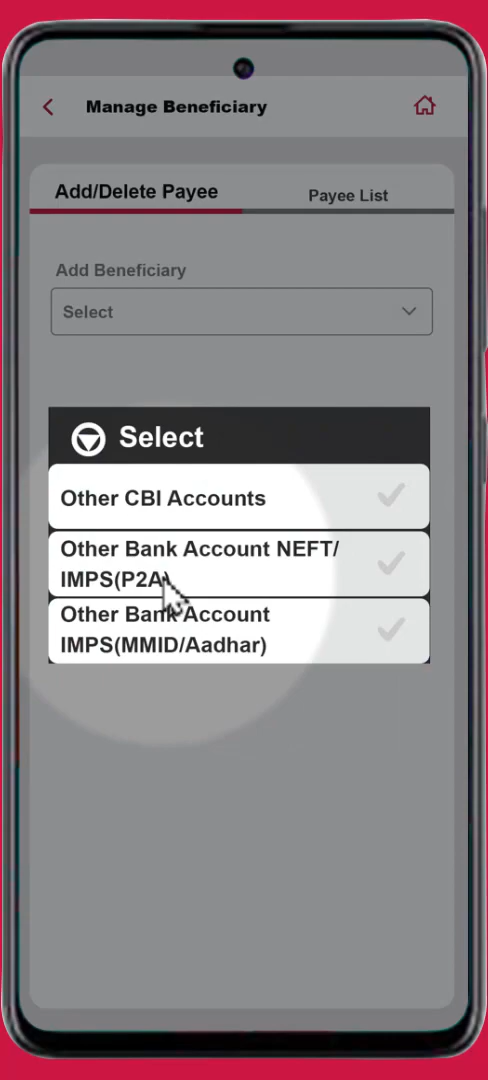 Manage Beneficiary
Add/Delete Payee
Payee List
Add Beneficiary
Select
Select
Other CBI Accounts
Other Bank Account NEFT/
IMPS(P2A)
Other Bank Account
IMPS(MMID/Aadhar)